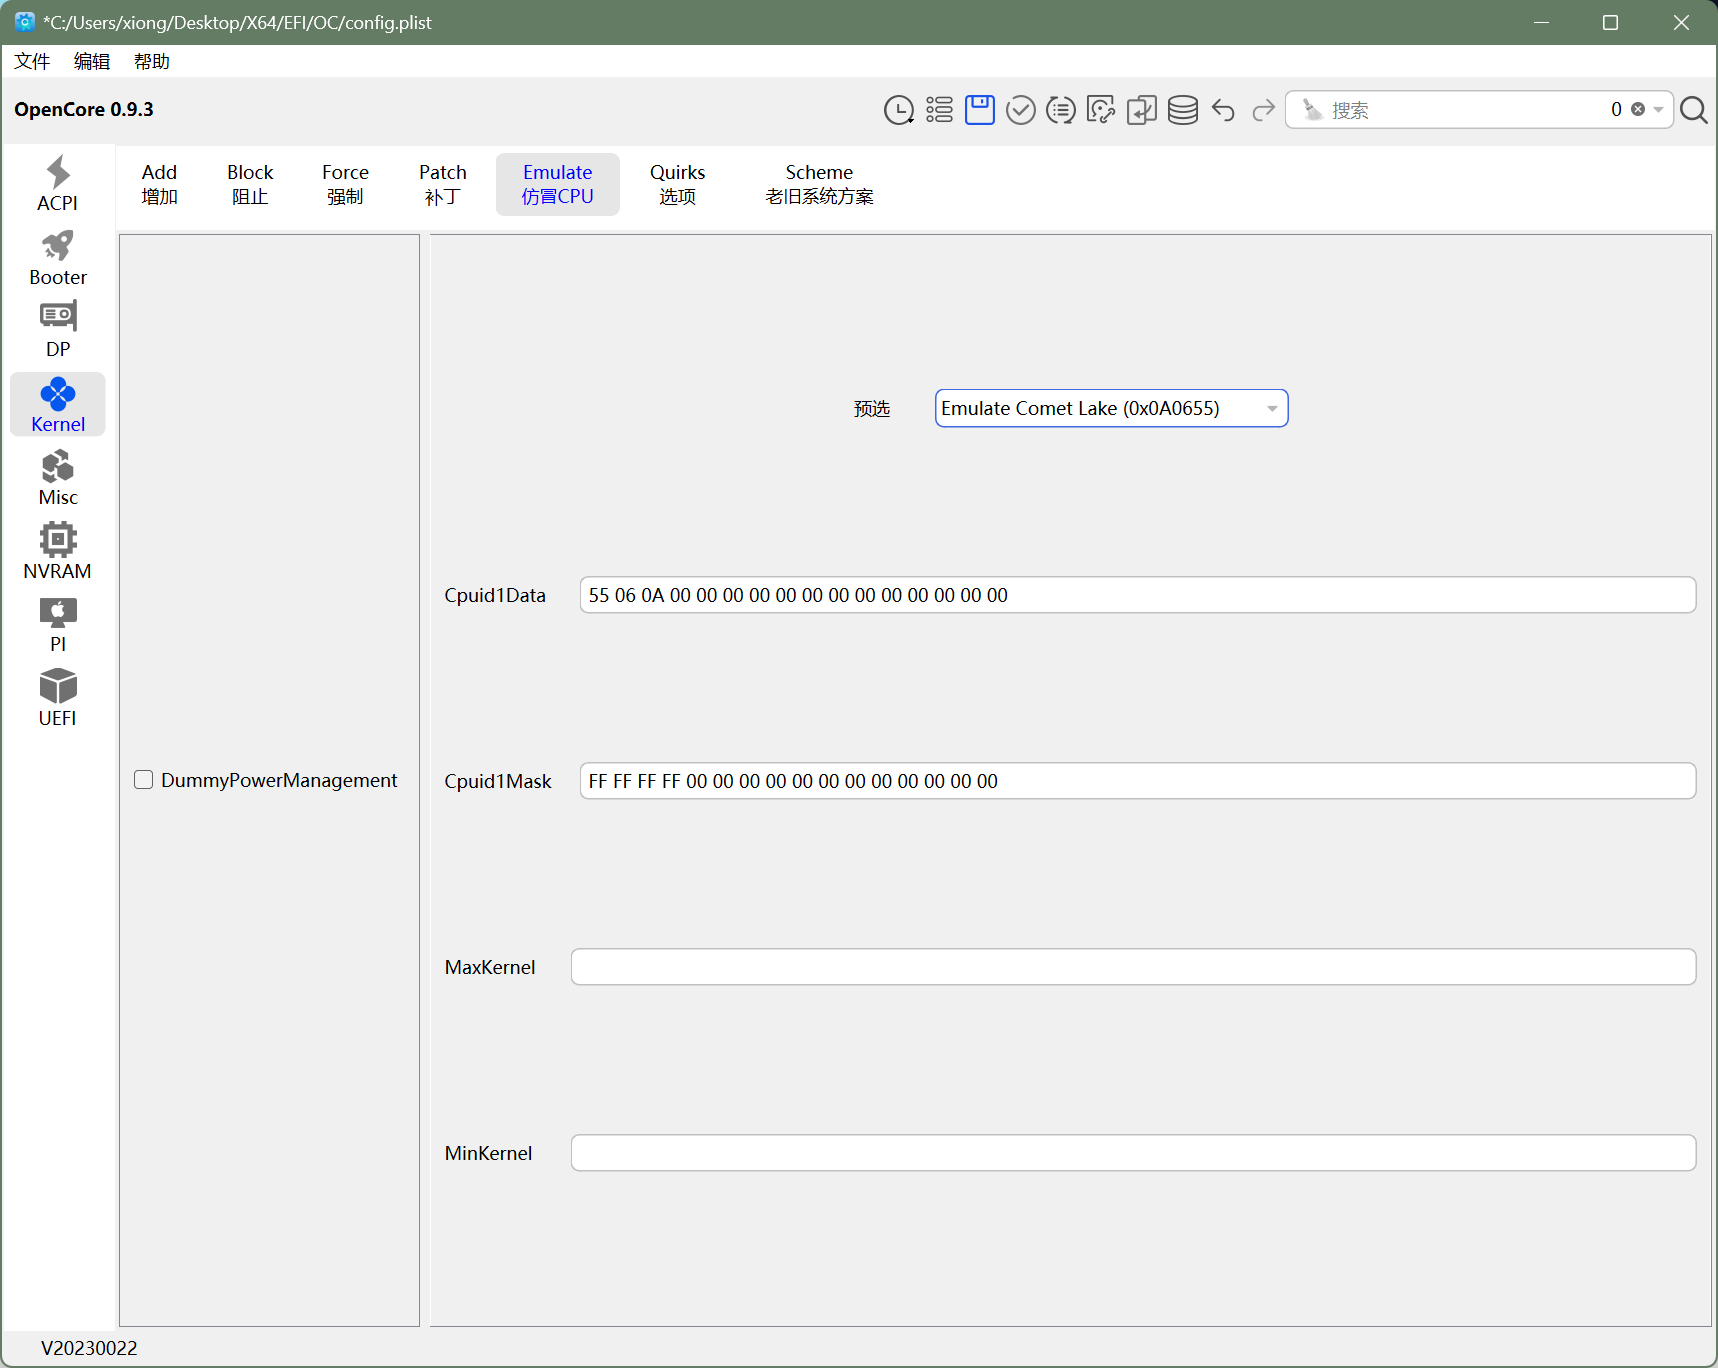 *C:/Users/xiong/Desktop/X64/EFI/OC/config.plist
文件 编辑 帮助
OpenCore 0.9.3
搜索 0
ACPI
Booter
DP
Kernel
Misc
NVRAM
PI
UEFI
Add Block Force Patch Emulate Quirks Scheme
增加 阻止 强制 补丁 仿冒CPU 选项 老旧系统方案
预选 Emulate Comet Lake (0x0A0655)
Cpuid1Data 55 06 0A 00 00 00 00 00 00 00 00 00 00 00 00 00
DummyPowerManagement
Cpuid1Mask FF FF FF FF 00 00 00 00 00 00 00 00 00 00 00 00
MaxKernel
MinKernel
V20230022